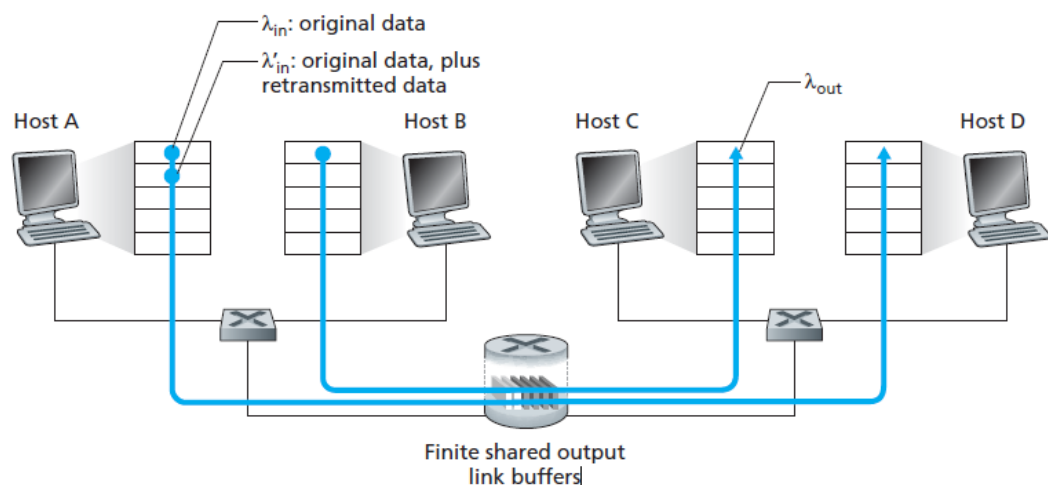 λin: original data
λ'in: original data, plus
retransmitted data
λout
Host A
Host B
Host C
Host D
Finite shared output
link buffers